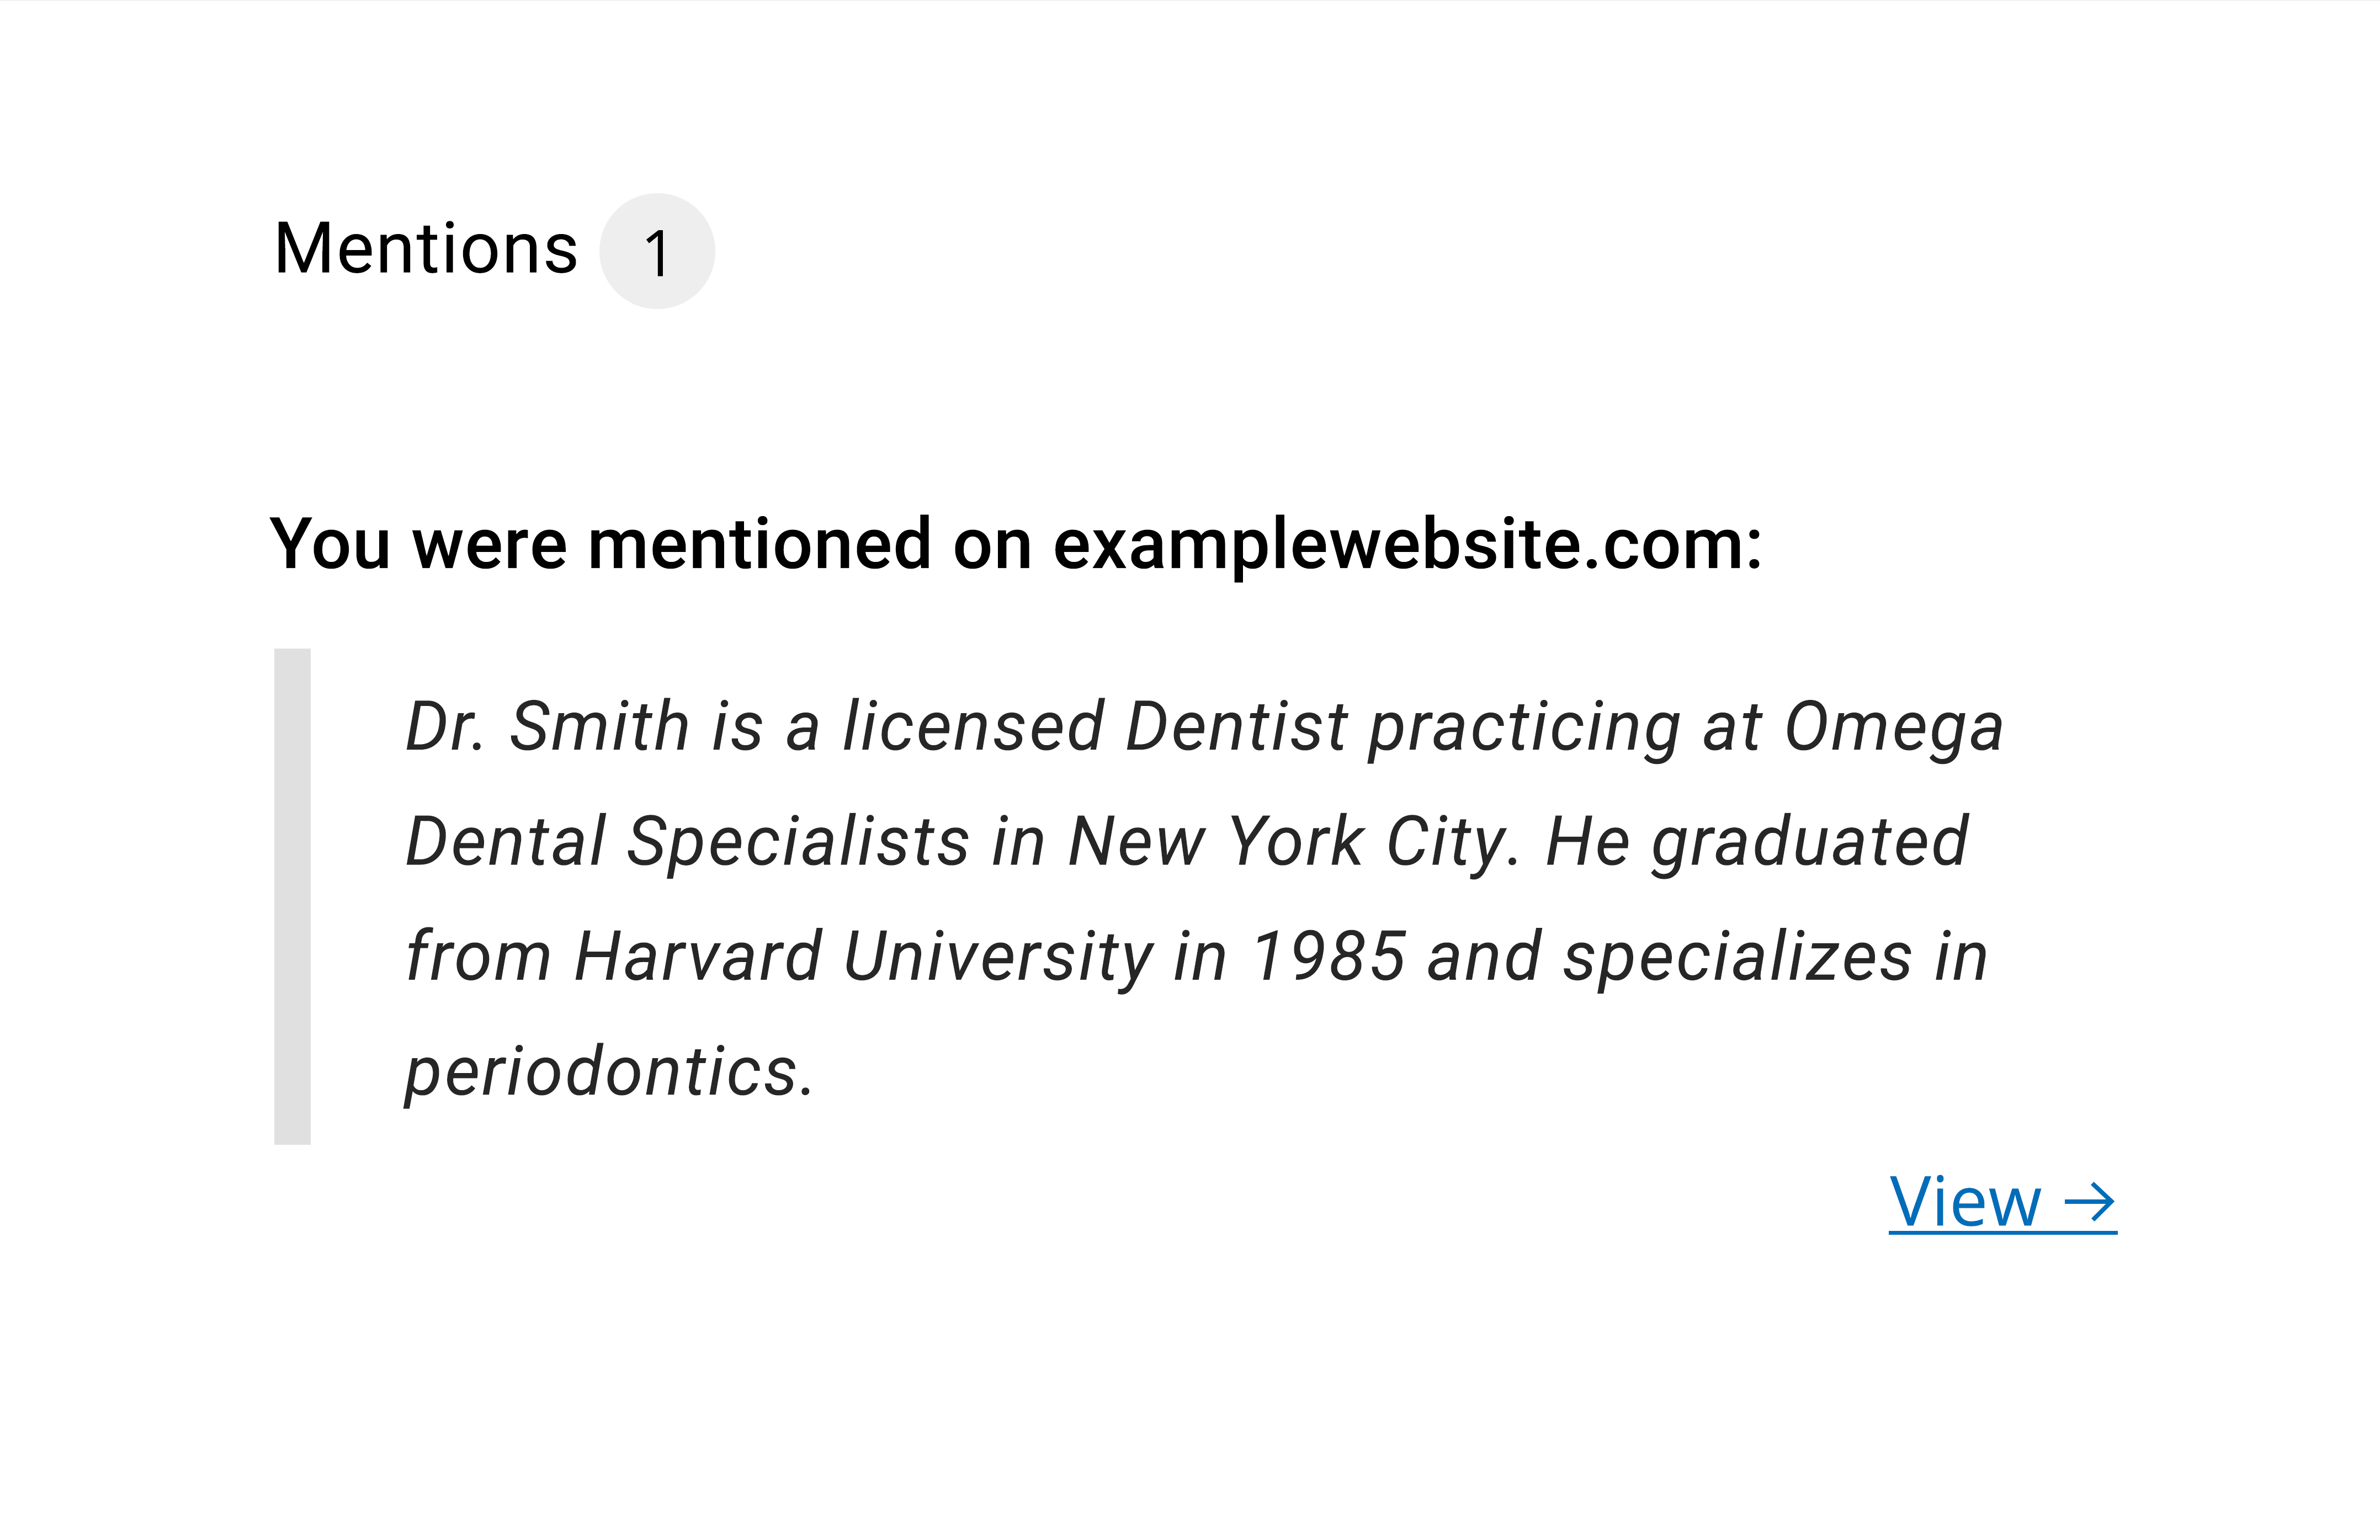 Mentions 1
You were mentioned on examplewebsite.com:
Dr. Smith is a licensed Dentist practicing at Omega
Dental Specialists in New York City. He graduated
from Harvard University in 1985 and specializes in
periodontics.
View →